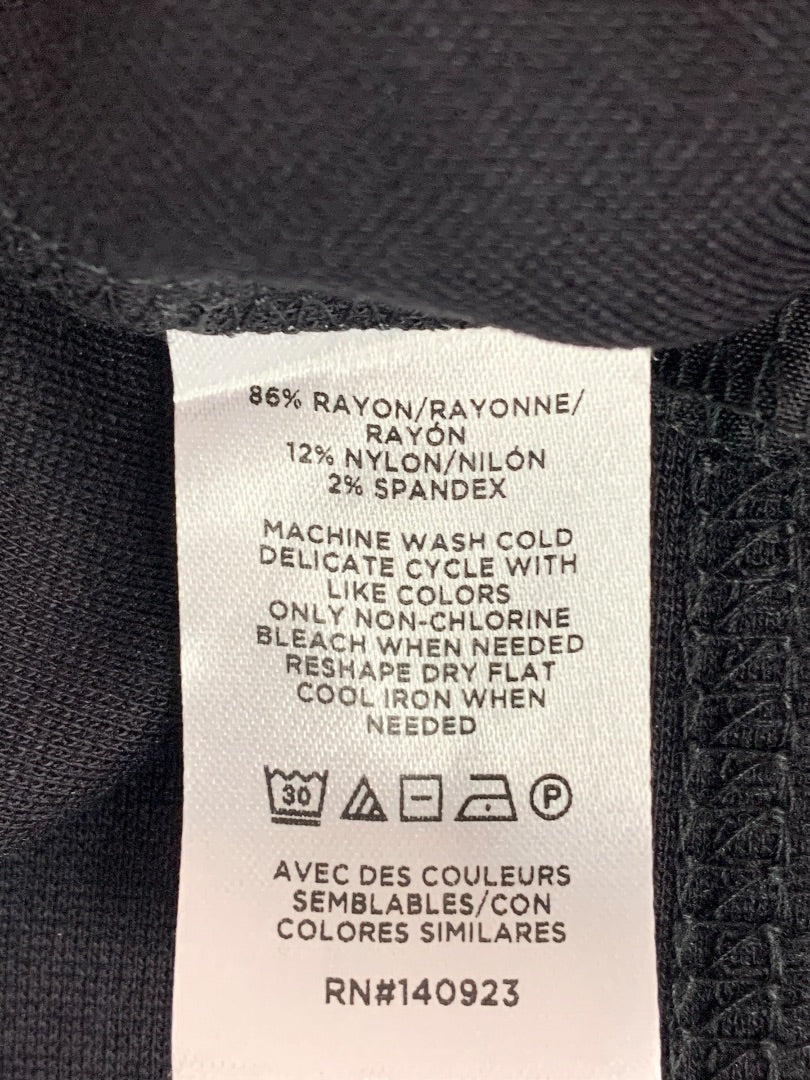 86% RAYON/RAYONNE/
RAYÓN
12% NYLON/NILÓN
2% SPANDEX
MACHINE WASH COLD
DELICATE CYCLE WITH
LIKE COLORS
ONLY NON-CHLORINE
BLEACH WHEN NEEDED
RESHAPE DRY FLAT
COOL IRON WHEN
NEEDED
30 P
AVEC DES COULEURS
SEMBLABLES/CON
COLORES SIMILARES
RN#140923